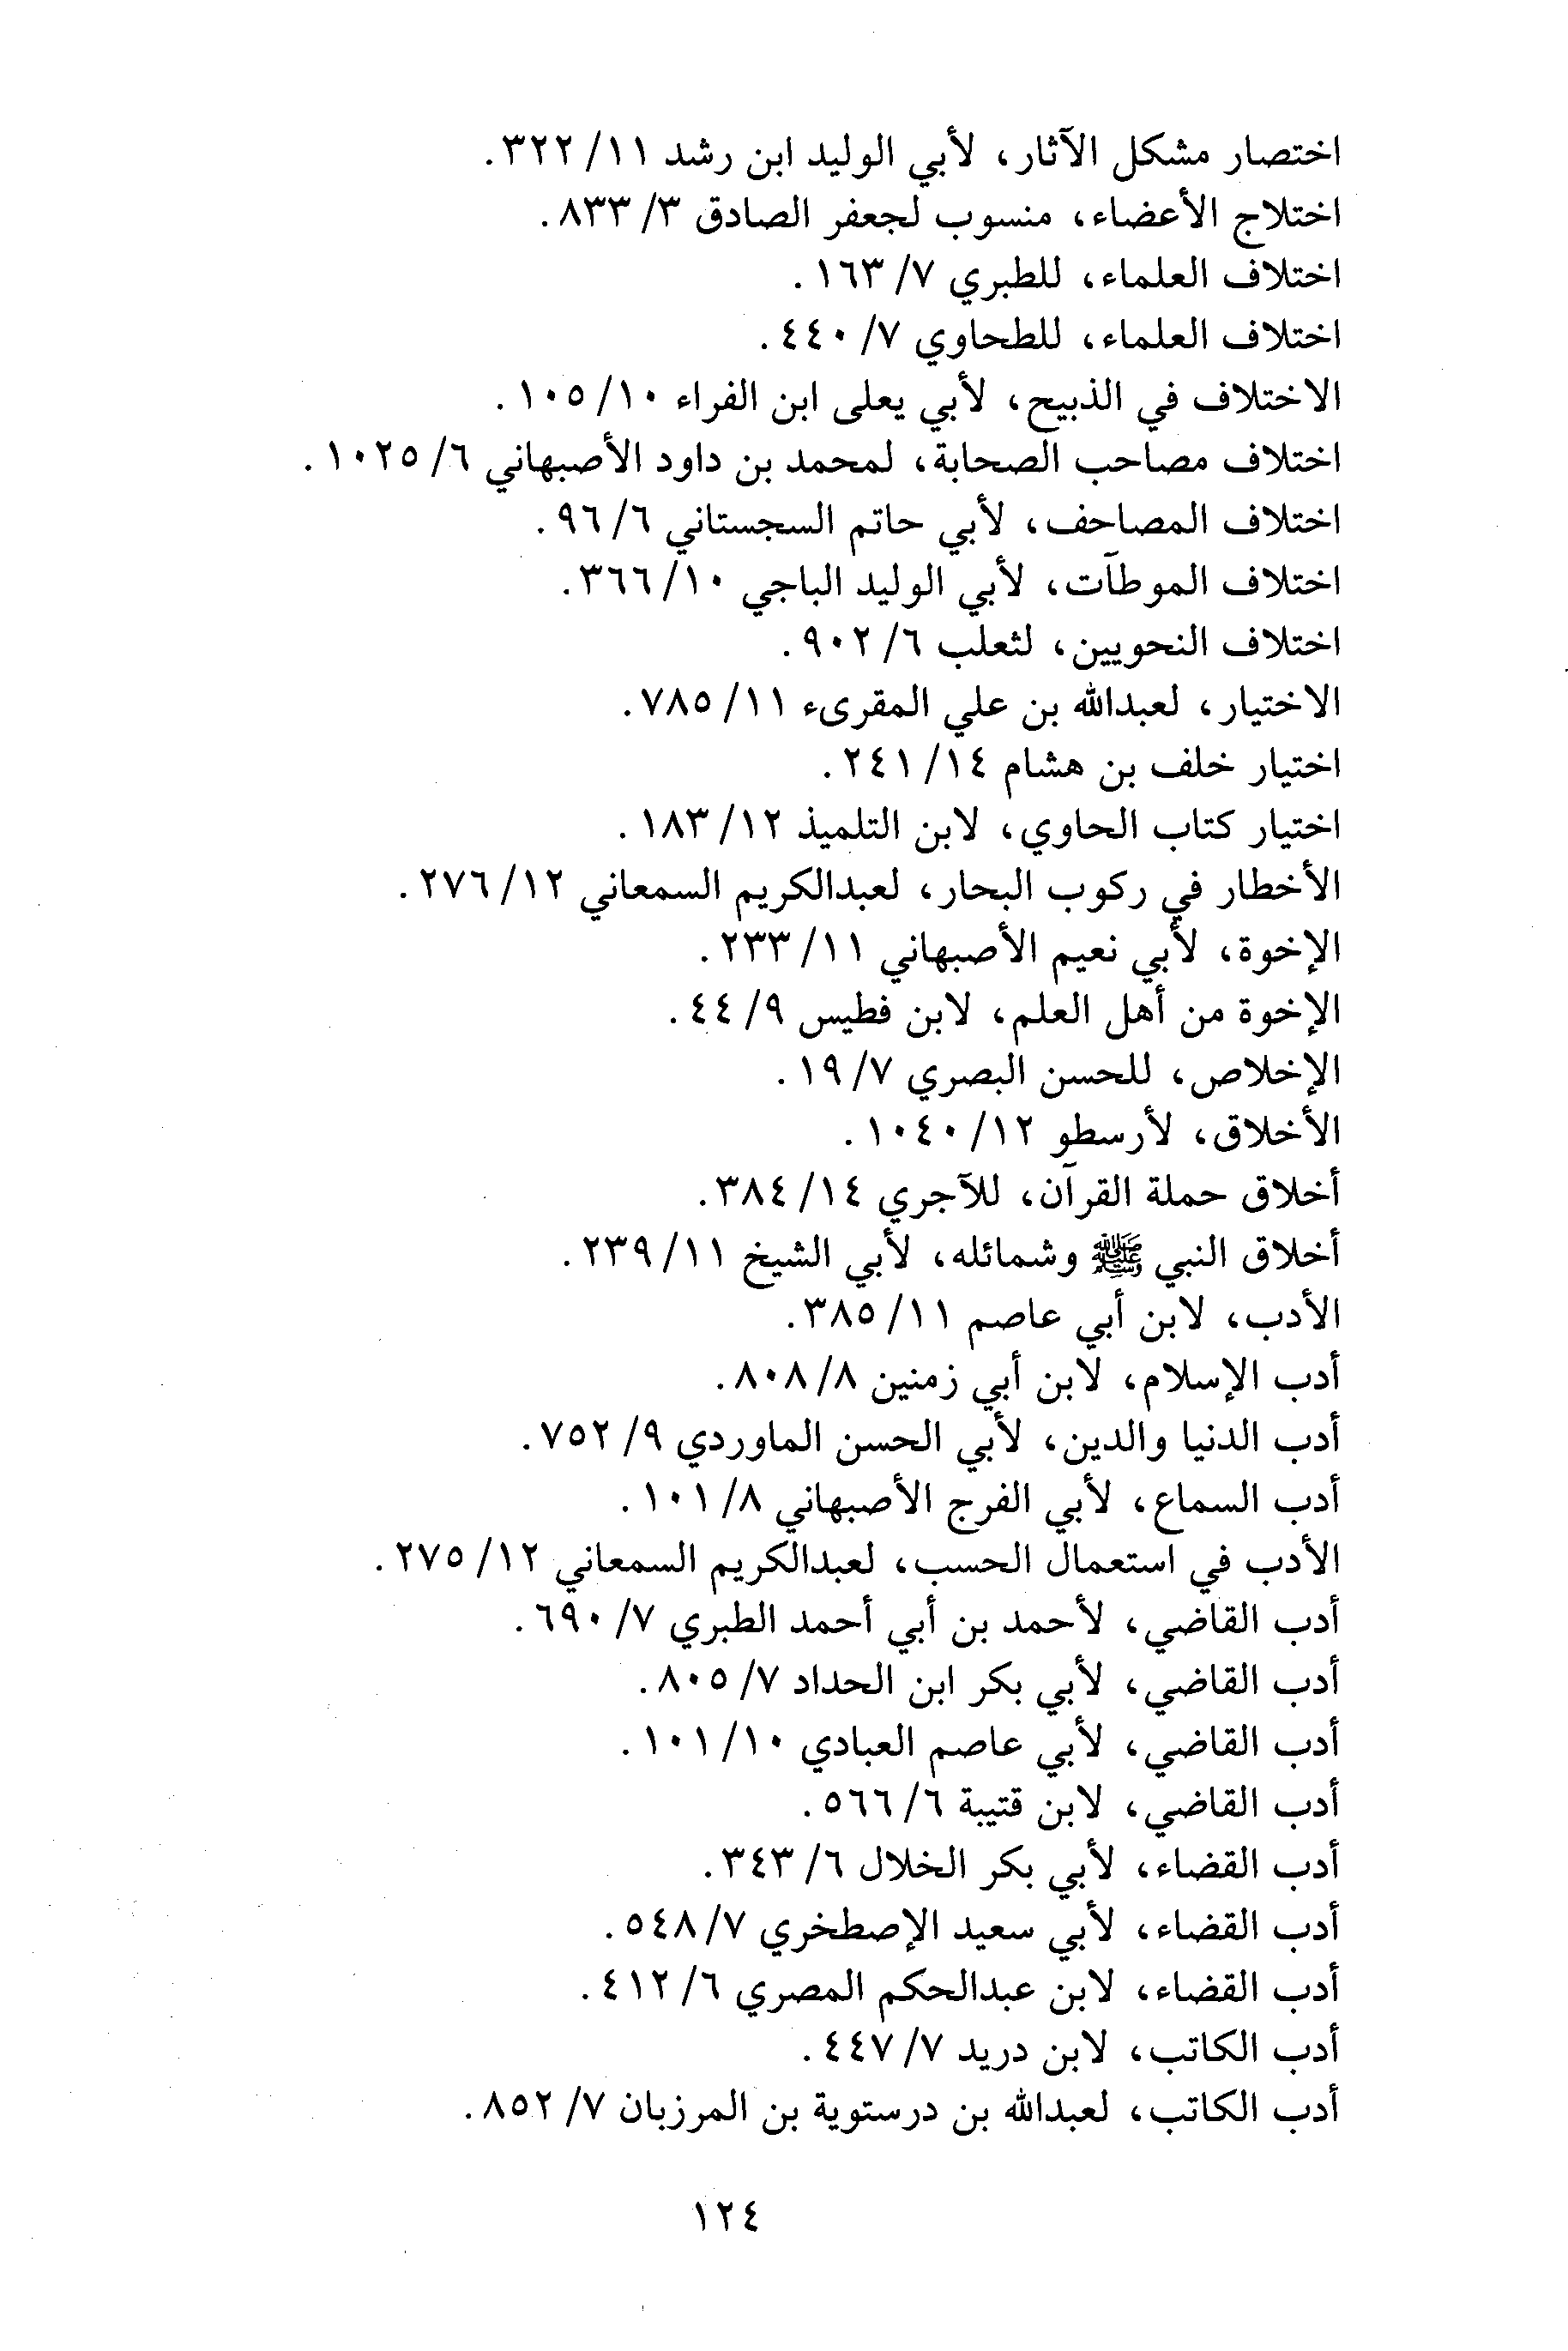 اختصار مشكل الآثار، لأبي الوليد ابن رشد ١١/ ٣٢٢.
اختلاج الأعضاء، منسوب لجعفر الصادق ٣/ ٨٣٣.
اختلاف العلماء، للطبري ٧/ ١٦٣.
اختلاف العلماء، للطحاوي ٧/ ٤٤٠.
الاختلاف في الذبيح، لأبي يعلى ابن الفراء ١٠/ ١٠٥.
اختلاف مصاحب الصحابة، لمحمد بن داود الأصبهاني ٦/ ١٠٢٥.
اختلاف المصاحف، لأبي حاتم السجستاني ٦/ ٩٦.
اختلاف الموطآت، لأبي الوليد الباجي ١٠/ ٣٦٦.
اختلاف النحويين، لثعلب ٦/ ٩٠٢.
الاختيار، لعبدالله بن علي المقرىء ١١/ ٧٨٥.
اختيار خلف بن هشام ١٤/ ٢٤١.
اختيار كتاب الحاوي، لابن التلميذ ١٢/ ١٨٣.
الأخطار في ركوب البحار، لعبدالكريم السمعاني ١٢/ ٢٧٦.
الإخوة، لأبي نعيم الأصبهاني ١١/ ٢٣٣.
الإخوة من أهل العلم، لابن فطيس ٩/ ٤٤.
الإخلاص، للحسن البصري ٧/ ١٩.
الأخلاق، لأرسطو ١٢/ ١٠٤٠.
أخلاق حملة القرآن، للآجري ١٤/ ٣٨٤.
أخلاق النبي ﷺ وشمائله، لأبي الشيخ ١١/ ٢٣٩.
الأدب، لابن أبي عاصم ١١/ ٣٨٥.
أدب الإسلام، لابن أبي زمنين ٨/ ٨٠٨.
أدب الدنيا والدين، لأبي الحسن الماوردي ٩/ ٧٥٢.
أدب السماع، لأبي الفرج الأصبهاني ٨/ ١٠١.
الأدب في استعمال الحسب، لعبدالكريم السمعاني ١٢/ ٢٧٥.
أدب القاضي، لأحمد بن أبي أحمد الطبري ٧/ ٦٩٠.
أدب القاضي، لأبي بكر ابن الحداد ٧/ ٨٠٥.
أدب القاضي، لأبي عاصم العبادي ١٠/ ١٠١.
أدب القاضي، لابن قتيبة ٦/ ٥٦٦.
أدب القضاء، لأبي بكر الخلال ٦/ ٣٤٣.
أدب القضاء، لأبي سعيد الإصطخري ٧/ ٥٤٨.
أدب القضاء، لابن عبدالحكم المصري ٦/ ٤١٢.
أدب الكاتب، لابن دريد ٧/ ٤٤٧.
أدب الكاتب، لعبدالله بن درستوية بن المرزبان ٧/ ٨٥٢.
١٢٤